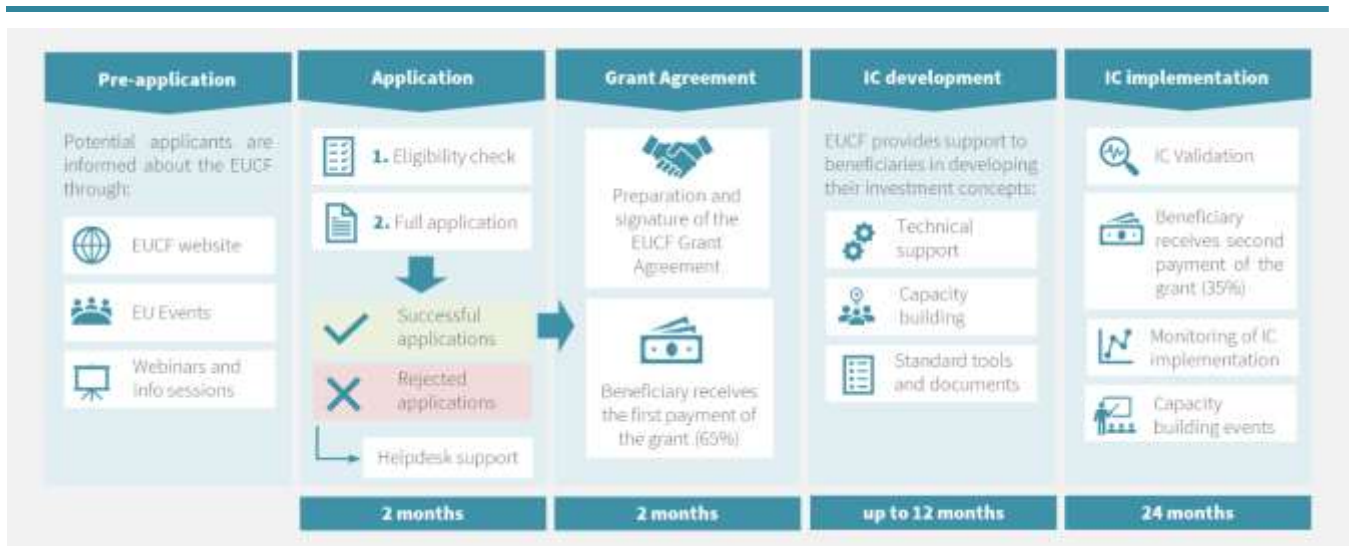 Pre-application
Potential applicants are
informed about the EUCF
through:
EUCF website
EU Events
Webinars and
info sessions
Application
1. Eligibility check
2. Full application
Successful
applications
Rejected
applications
Helpdesk support
2 months
Grant Agreement
Preparation and
signature of the
EUCF Grant
Agreement
Beneficiary receives
the first payment of
the grant (65%)
2 months
IC development
EUCF provides support to
beneficiaries in developing
their investment concepts:
Technical
support
Capacity
building
Standard tools
and documents
up to 12 months
IC implementation
IC Validation
Beneficiary
receives second
payment of the
grant (35%)
Monitoring of IC
implementation
Capacity
building events
24 months